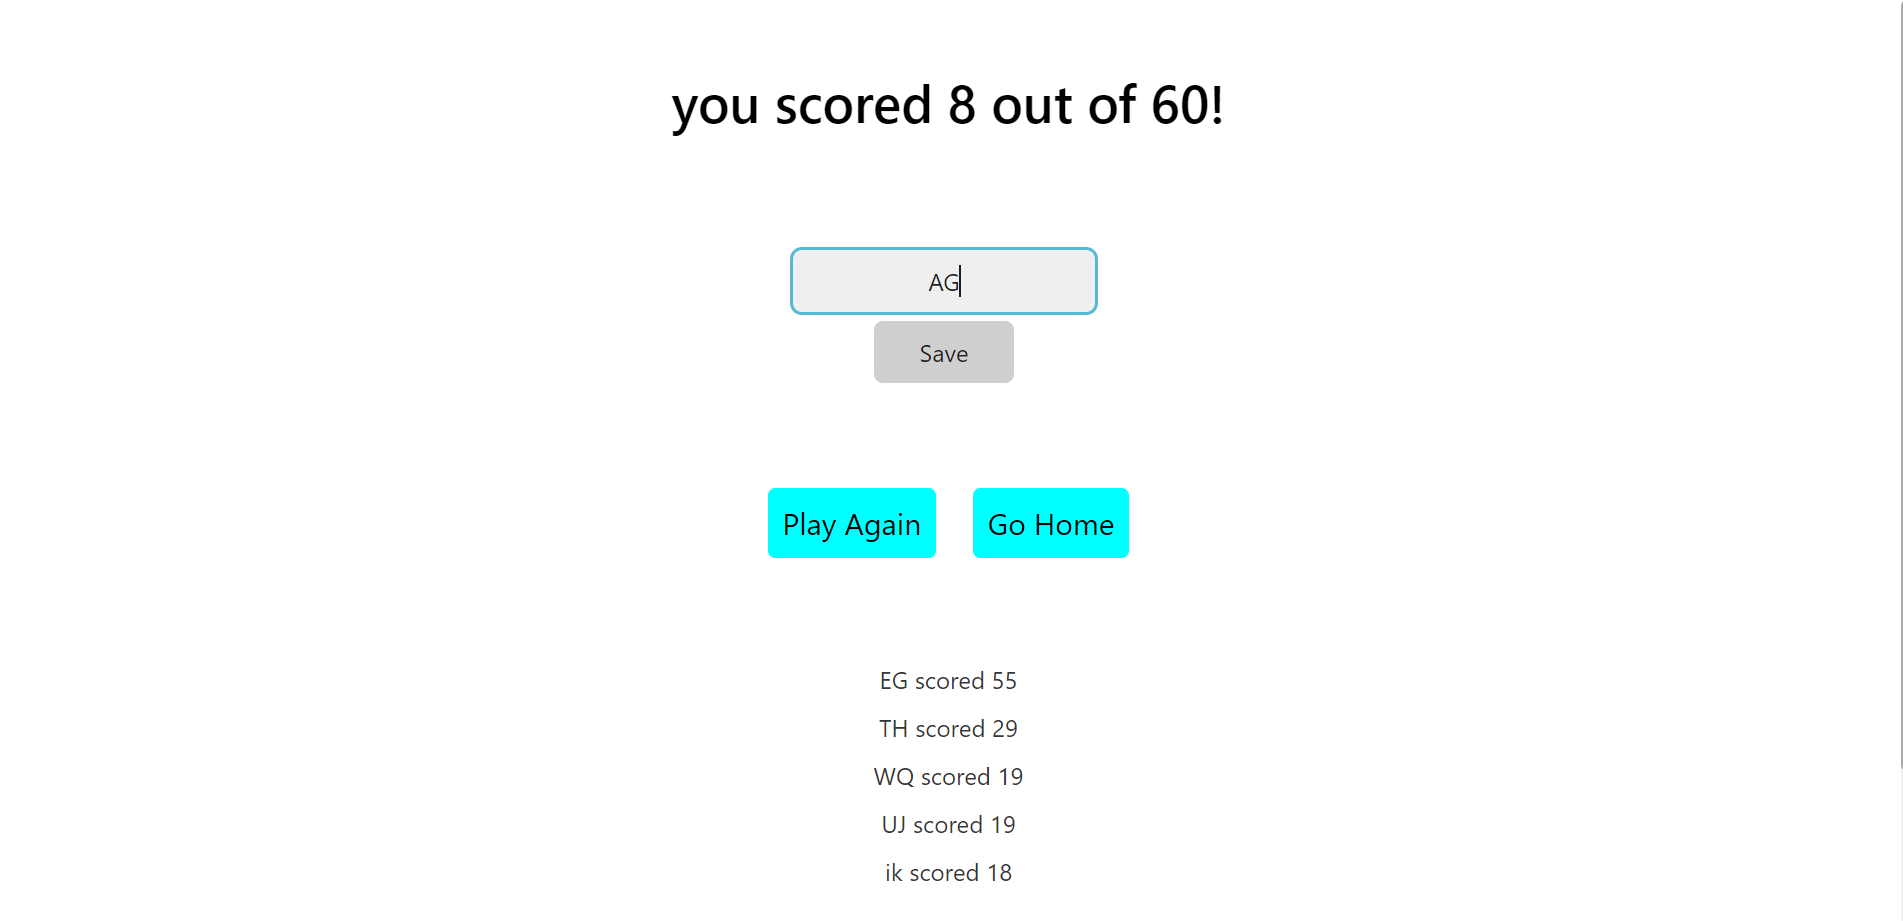 you scored 8 out of 60!
AG
Save
Play Again Go Home
EG scored 55
TH scored 29
WQ scored 19
UJ scored 19
ik scored 18